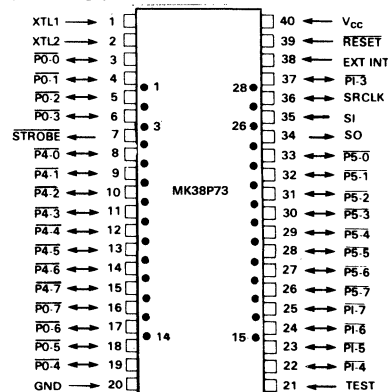 XTL1 1 40 VCC
XTL2 2 39 RESET
P0-0 3 38 EXT INT
P0-1 4 37 PI-3
P0-2 5 1 28 36 SRCLK
P0-3 6 35 SI
STROBE 7 3 26 34 SO
P4-0 8 33 P5-0
P4-1 9 32 P5-1
P4-2 10 MK38P73 31 P5-2
P4-3 11 30 P5-3
P4-4 12 29 P5-4
P4-5 13 28 P5-5
P4-6 14 27 P5-6
P4-7 15 26 P5-7
P0-7 16 25 PI-7
P0-6 17 24 PI-6
P0-5 18 14 15 23 PI-5
P0-4 19 22 PI-4
GND 20 21 TEST